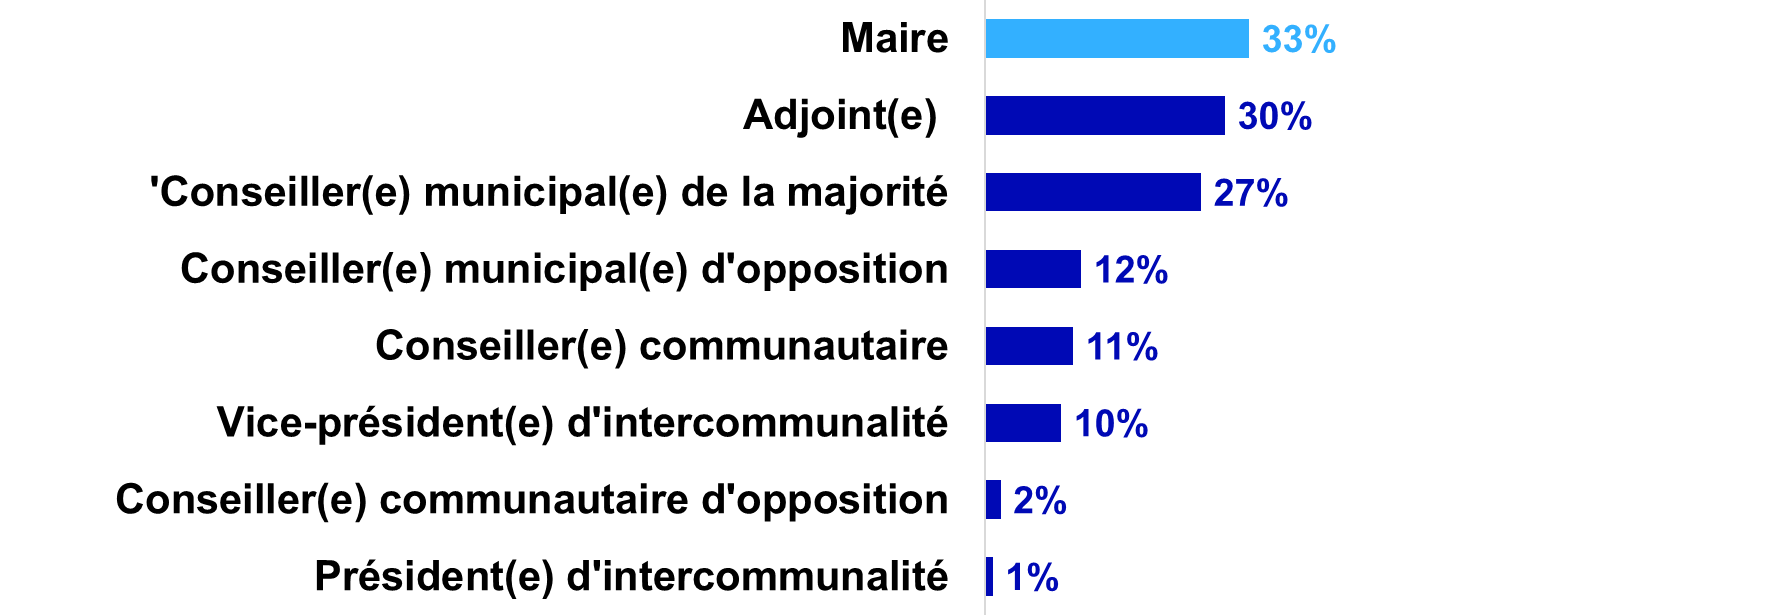 Maire 33%
Adjoint(e) 30%
'Conseiller(e) municipal(e) de la majorité 27%
Conseiller(e) municipal(e) d'opposition 12%
Conseiller(e) communautaire 11%
Vice-président(e) d'intercommunalité 10%
Conseiller(e) communautaire d'opposition 2%
Président(e) d'intercommunalité 1%